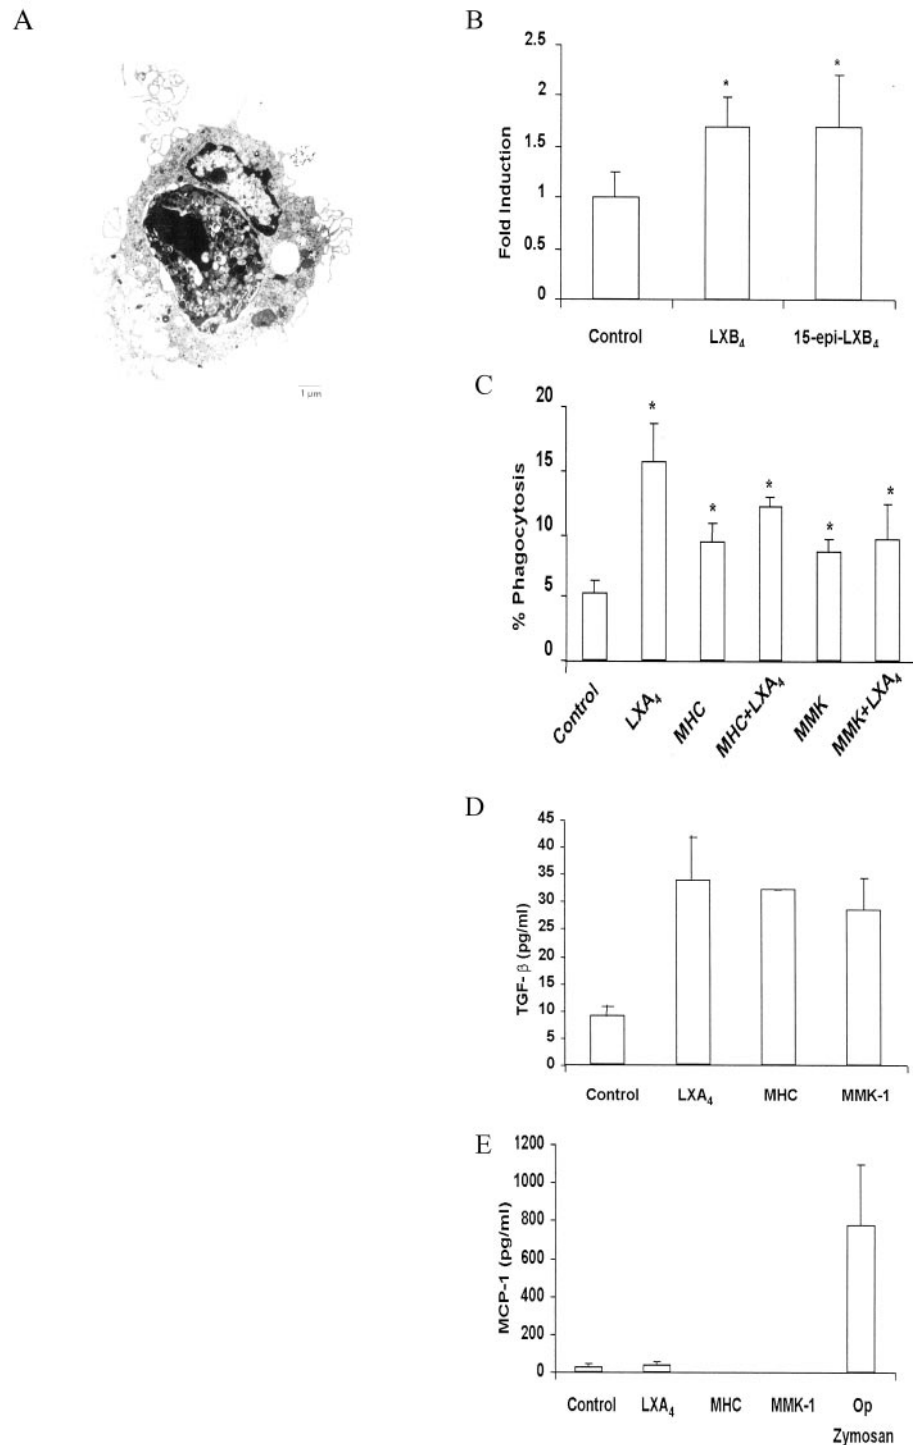 A
1 µm
B
Fold Induction
2.5
2
1.5
1
0.5
0
* *
Control LXB₄ 15-epi-LXB₄
C
% Phagocytosis
20
15
10
5
0
* * * * *
Control LXA₄ MHC MHC+LXA₄ MMK MMK+LXA₄
D
TGF- β (pg/ml)
45
40
35
30
25
20
15
10
5
0
Control LXA₄ MHC MMK-1
E
MCP-1 (pg/ml)
1200
1000
800
600
400
200
0
Control LXA₄ MHC MMK-1 Op
Zymosan